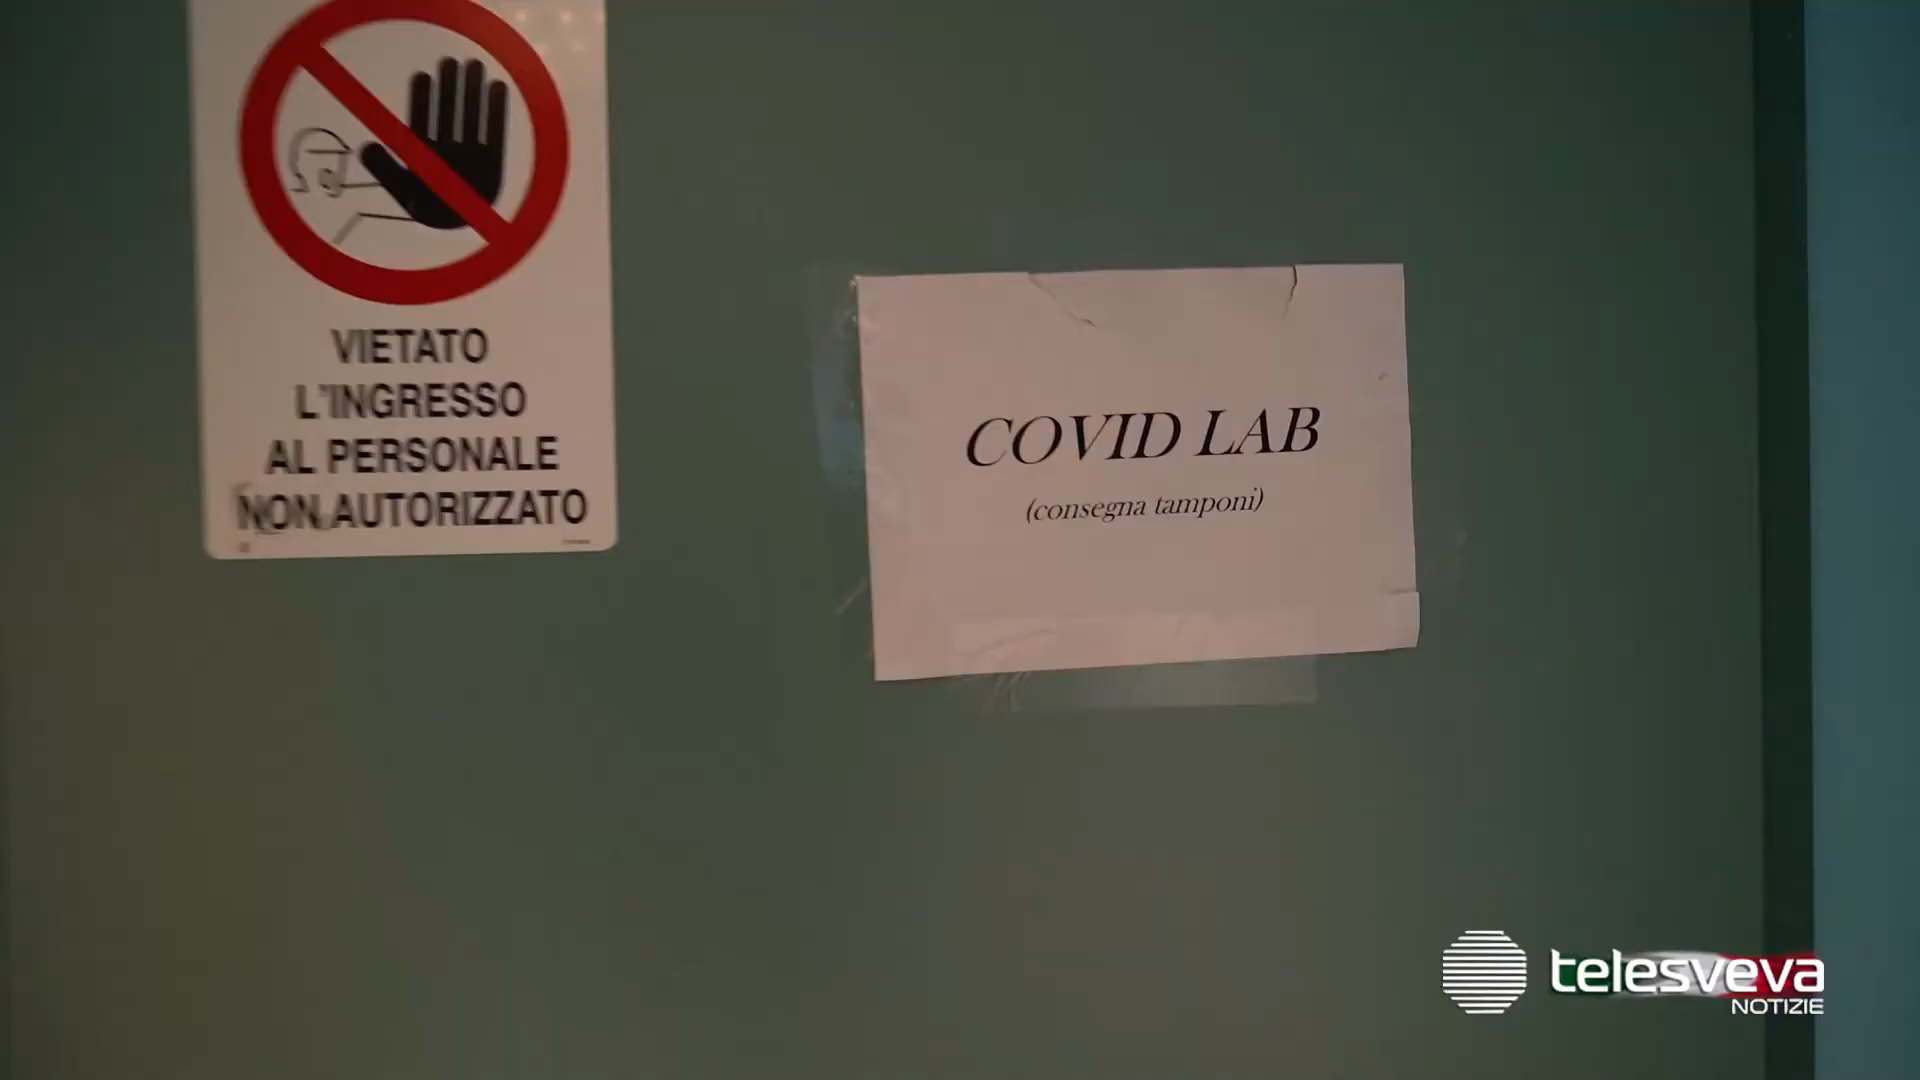 VIETATO
L'INGRESSO
AL PERSONALE
NON AUTORIZZATO
COVID LAB
(consegna tamponi)
telesveva
NOTIZIE